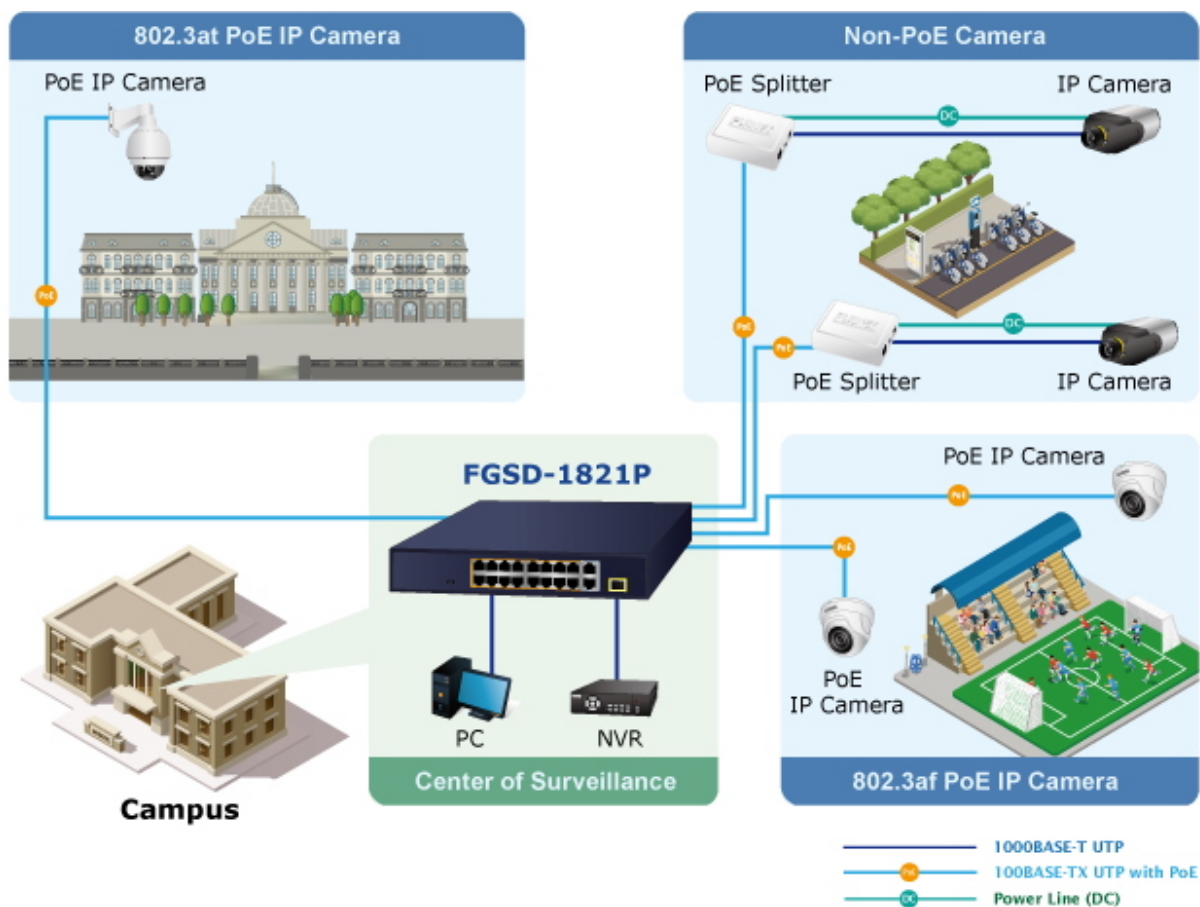 802.3at PoE IP Camera
PoE IP Camera
PoE
Non-PoE Camera
PoE Splitter
IP Camera
DC
PoE
DC
PoE
PoE Splitter
IP Camera
FGSD-1821P
PC
NVR
Center of Surveillance
Campus
PoE IP Camera
PoE
PoE
PoE
IP Camera
802.3af PoE IP Camera
1000BASE-T UTP
PoE
100BASE-TX UTP with PoE
DC
Power Line (DC)